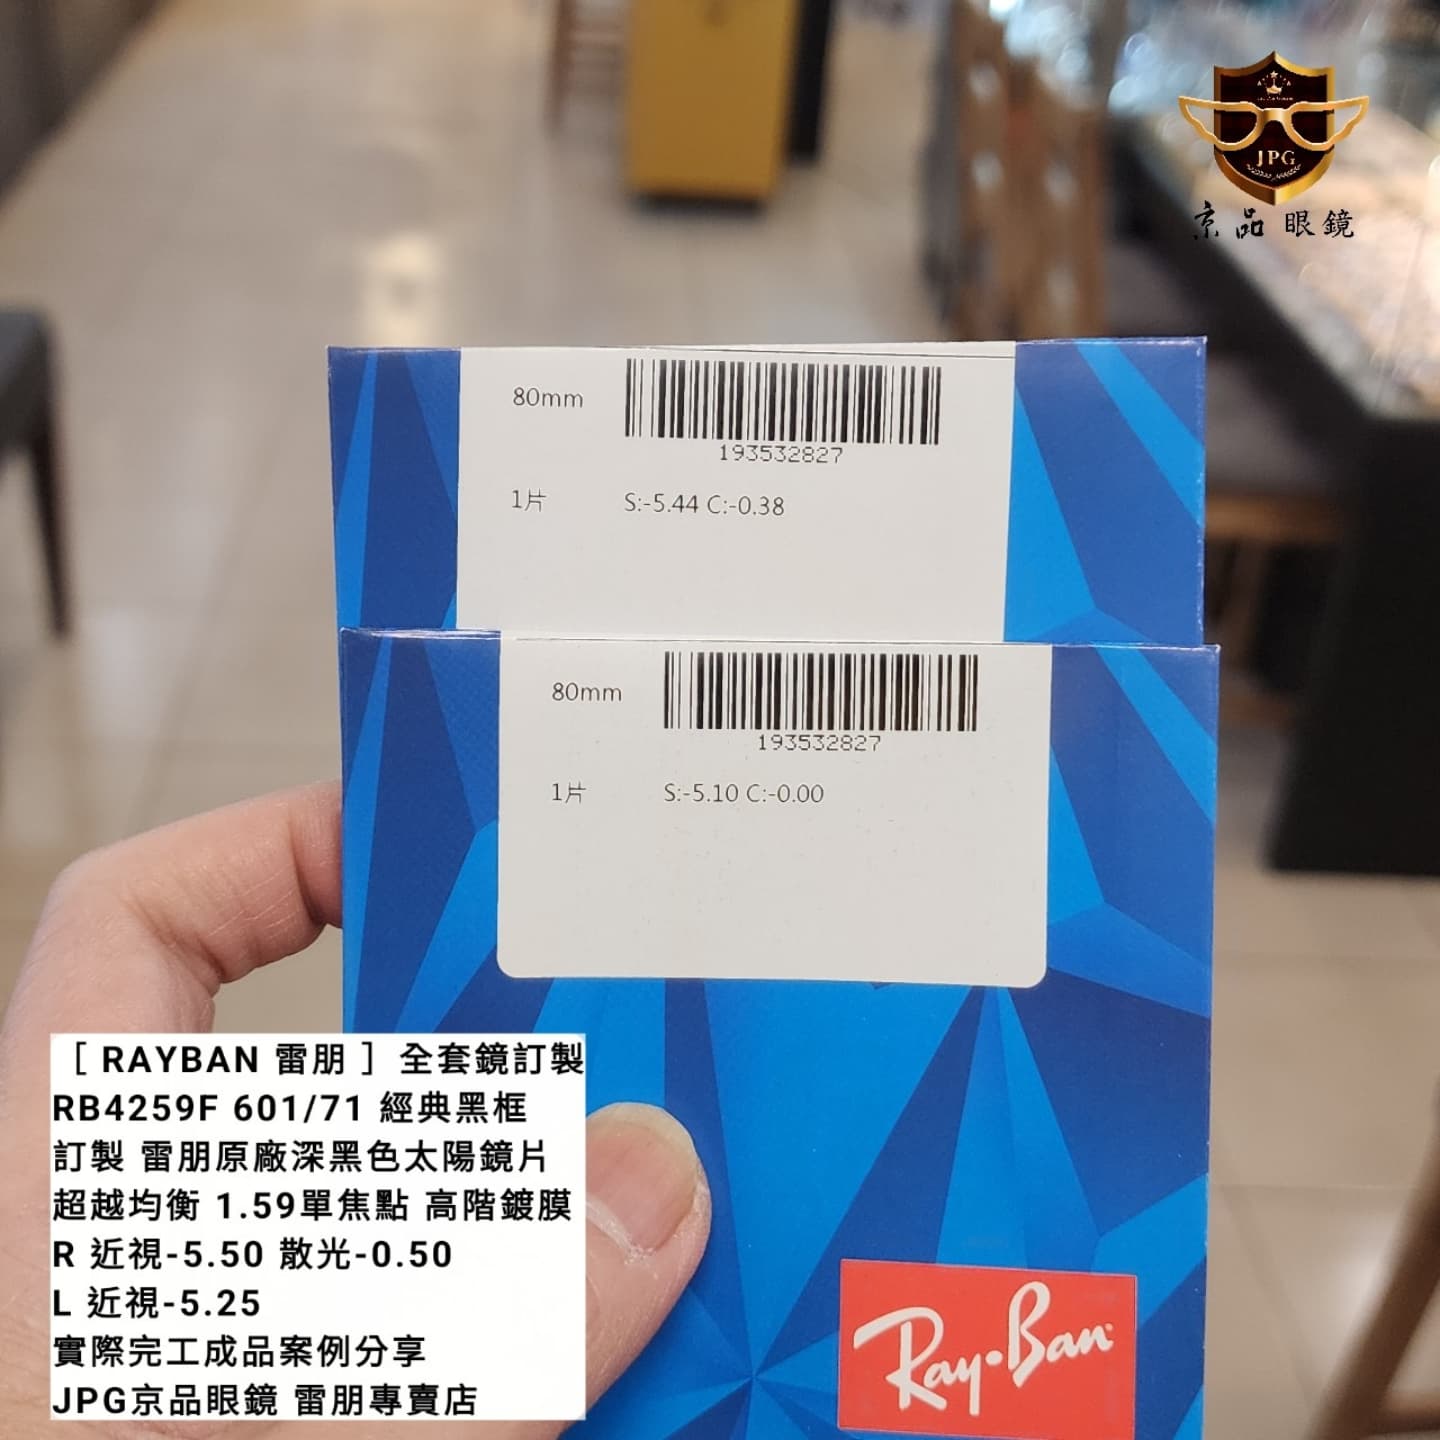 JPG
京品眼鏡
80mm
193532827
1片 S:-5.44 C:-0.38
80mm
193532827
1片 S:-5.10 C:-0.00
[ RAYBAN 雷朋 ] 全套鏡訂製
RB4259F 601/71 經典黑框
訂製 雷朋原廠深黑色太陽鏡片
超越均衡 1.59單焦點 高階鍍膜
R 近視-5.50 散光-0.50
L 近視-5.25
實際完工成品案例分享
JPG京品眼鏡 雷朋專賣店
Ray-Ban